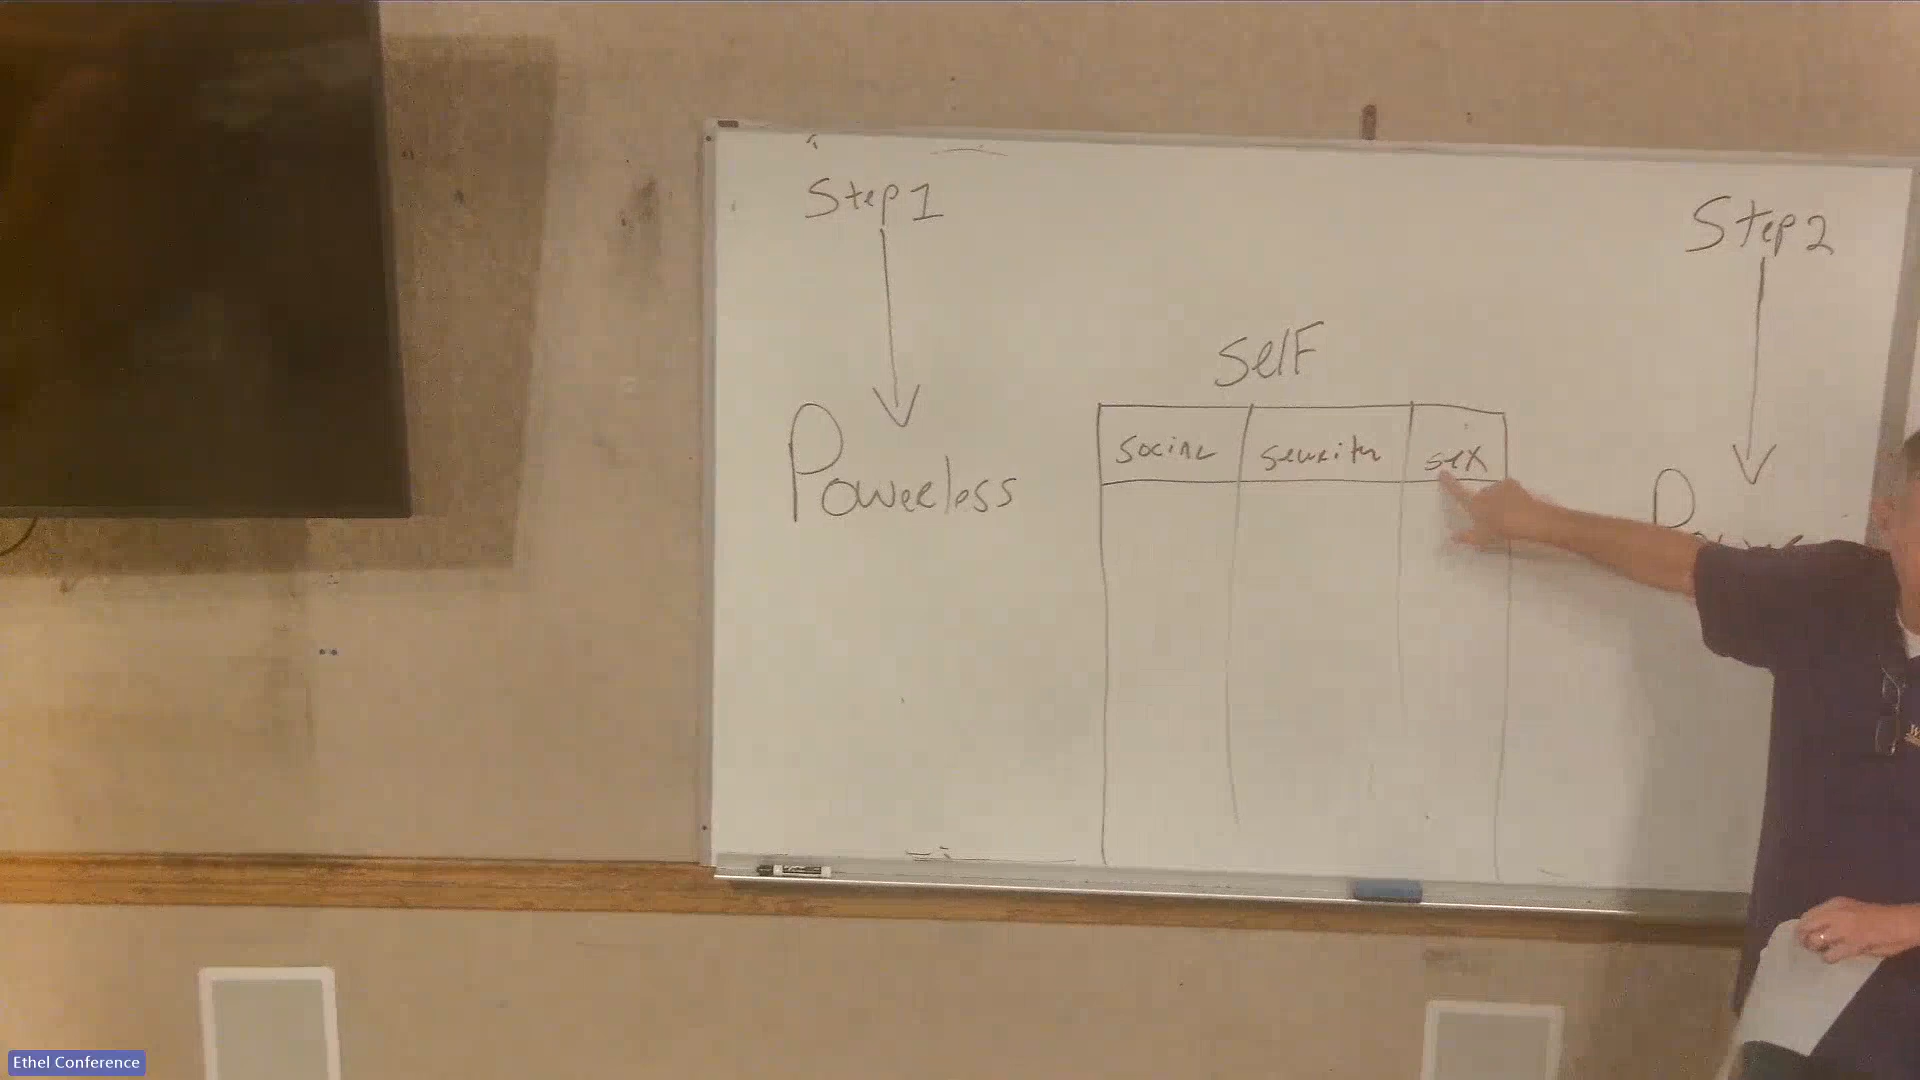 Step 1
Step 2
Self
Social
Security
Sex
Powerless
Ethel Conference